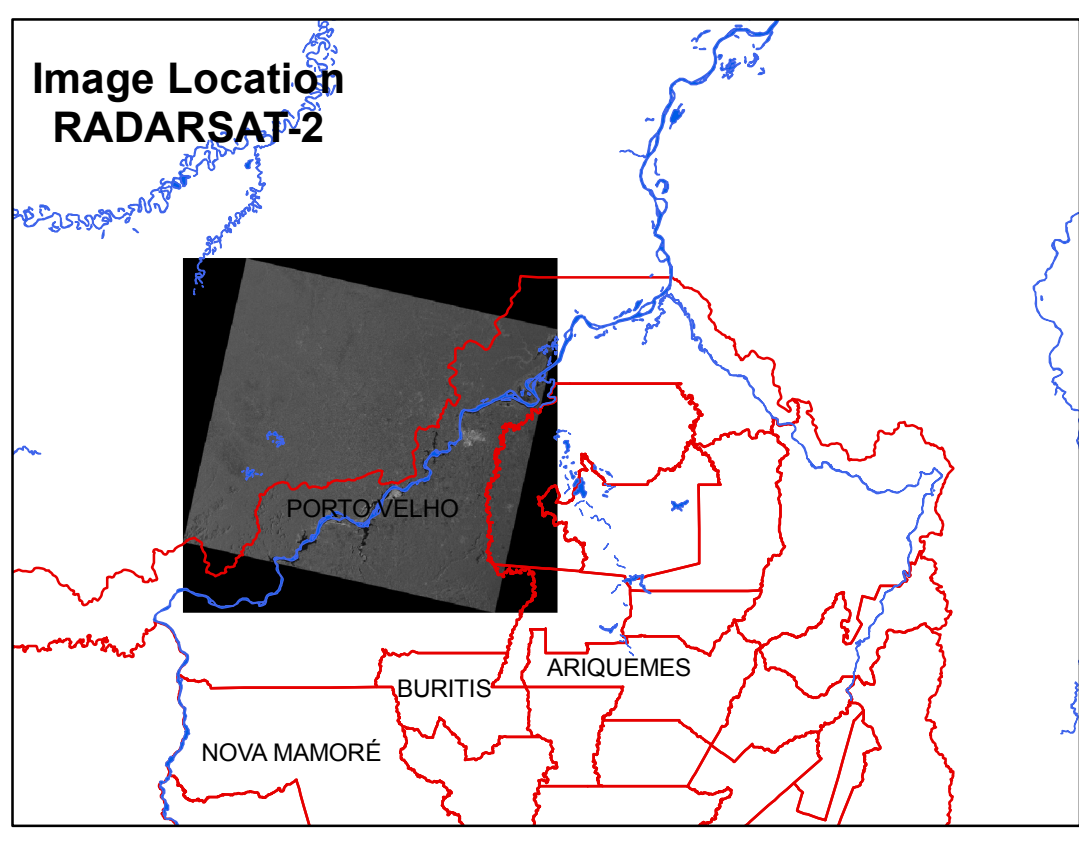 Image Location
RADARSAT-2
PORTO VELHO
ARIQUEMES
BURITIS
NOVA MAMORÉ